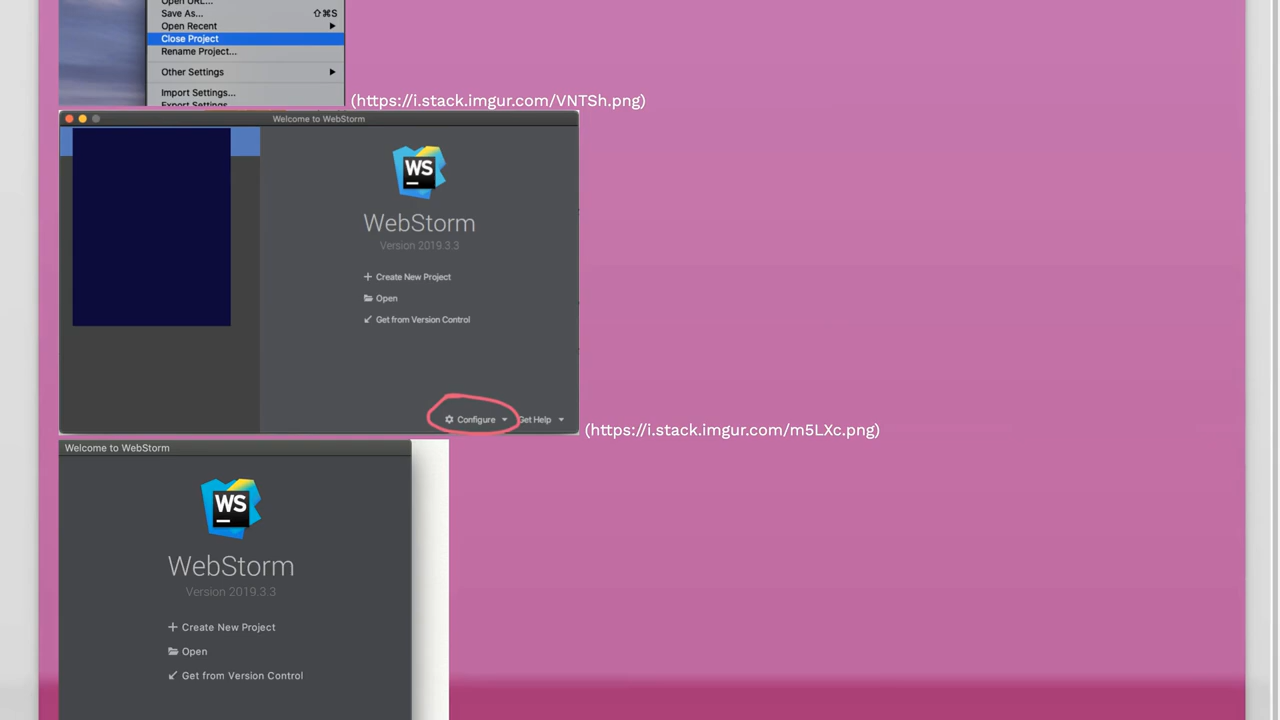 Open URL...
Save As... ⇧⌘S
Open Recent
Close Project
Rename Project...
Other Settings
Import Settings...
Export Settings
(https://i.stack.imgur.com/VNTSh.png)
Welcome to WebStorm
WS
WebStorm
Version 2019.3.3
Create New Project
Open
Get from Version Control
Configure Get Help
(https://i.stack.imgur.com/m5LXc.png)
Welcome to WebStorm
WS
WebStorm
Version 2019.3.3
Create New Project
Open
Get from Version Control